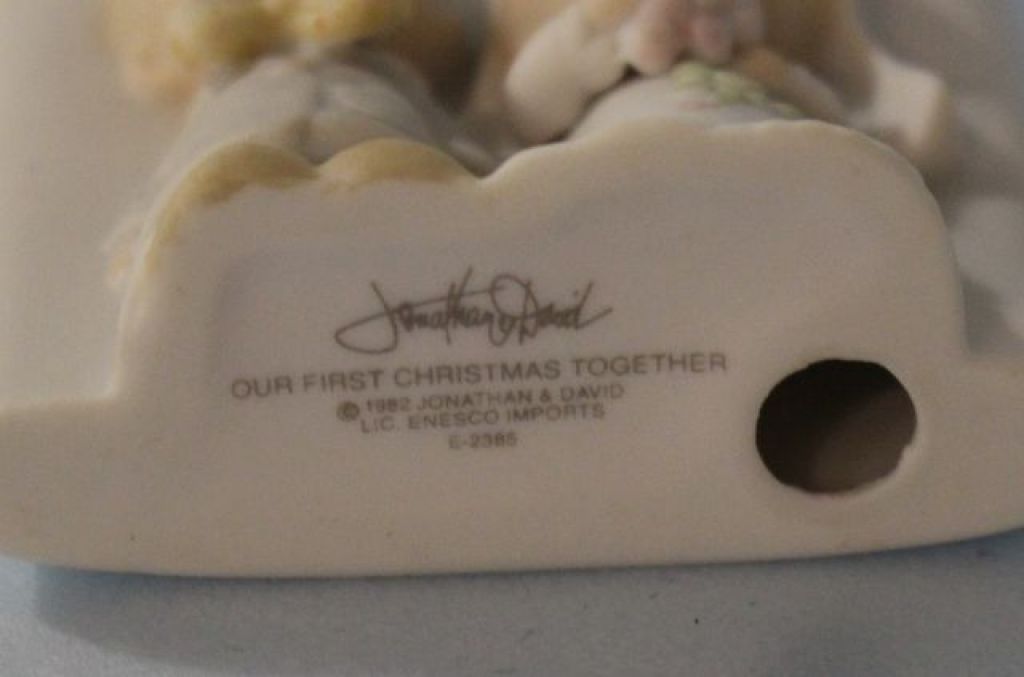 Jonathan & David
OUR FIRST CHRISTMAS TOGETHER
© 1982 JONATHAN & DAVID
LIC. ENESCO IMPORTS
E-2385